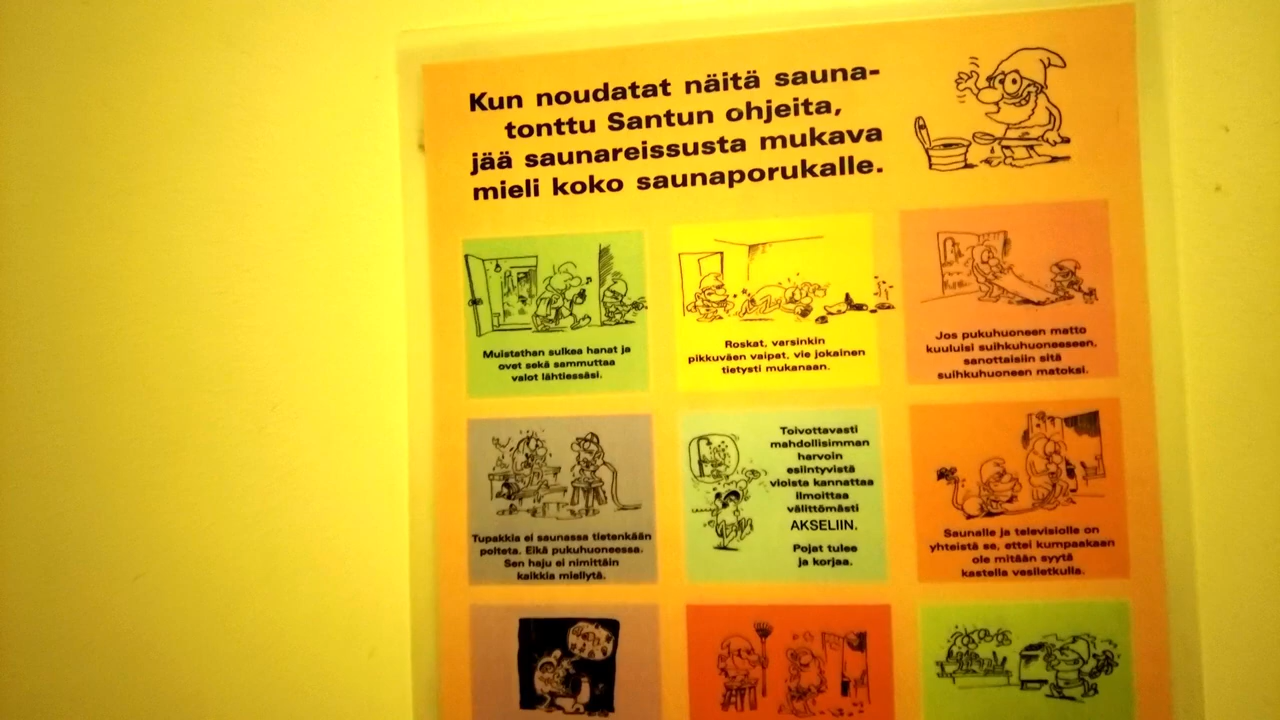 Kun noudatat näitä sauna-
tonttu Santun ohjeita,
jää saunareissusta mukava
mieli koko saunaporukalle.
Muistathan sulkea hanat ja
ovet sekä sammuttaa
valot lähtiessäsi.
Roskat, varsinkin
pikkuväen vaipat, vie jokainen
tietysti mukanaan.
Jos pukuhuoneen matto
kuuluisi suihkuhuoneeseen,
sanottaisiin sitä
suihkuhuoneen matoksi.
Tupakkia ei saunassa tietenkään
polteta. Eikä pukuhuoneessa.
Sen haju ei nimittäin
kaikkia miellytä.
Toivottavasti
mahdollisimman
harvoin
esiintyvistä
vioista kannattaa
ilmoittaa
välittömästi
AKSELIIN.
Pojat tulee
ja korjaa.
Saunalle ja televisiolle on
yhteistä se, ettei kumpaakaan
ole mitään syytä
kastella vesiletkulla.